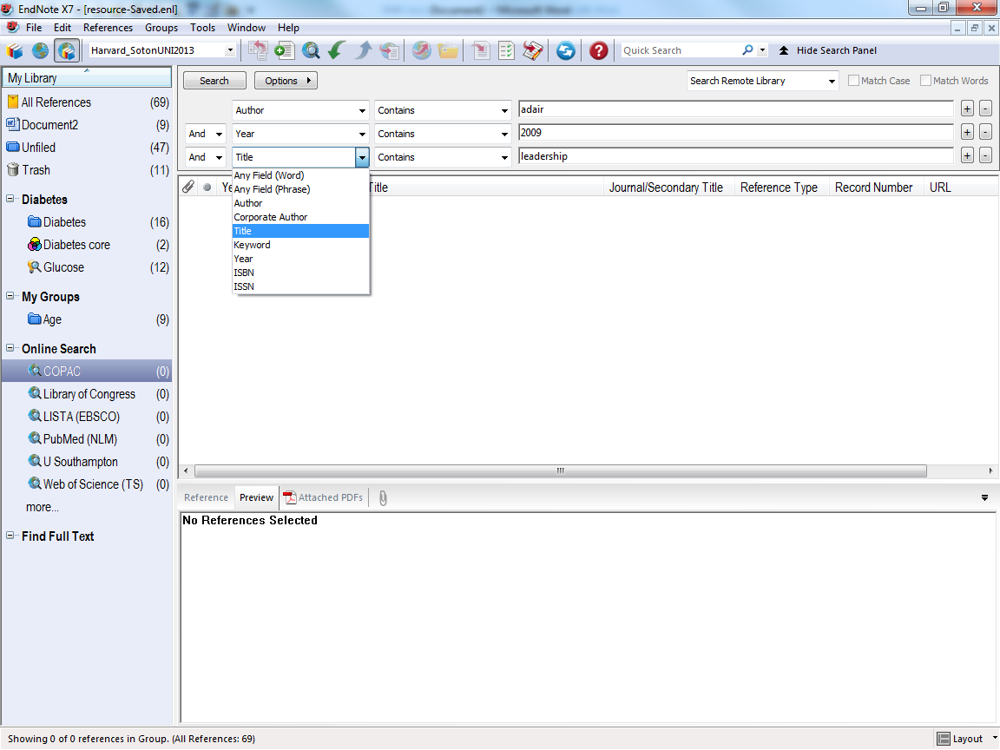 EndNote X7 - [resource-Saved.enl]
File Edit References Groups Tools Window Help
Harvard_SotonUNI2013 Quick Search Hide Search Panel
My Library
All References (69)
Document2 (9)
Unfiled (47)
Trash (11)
Diabetes
Diabetes (16)
Diabetes core (2)
Glucose (12)
My Groups
Age (9)
Online Search
COPAC (0)
Library of Congress (0)
LISTA (EBSCO) (0)
PubMed (NLM) (0)
U Southampton (0)
Web of Science (TS) (0)
more...
Find Full Text
Search Options Search Remote Library Match Case Match Words
Author Contains adair + -
And Year Contains 2009 + -
And Title Contains leadership + -
Any Field (Word)
Any Field (Phrase)
Author
Corporate Author
Title
Keyword
Year
ISBN
ISSN
Title Journal/Secondary Title Reference Type Record Number URL
Reference Preview Attached PDFs
No References Selected
Showing 0 of 0 references in Group. (All References: 69) Layout